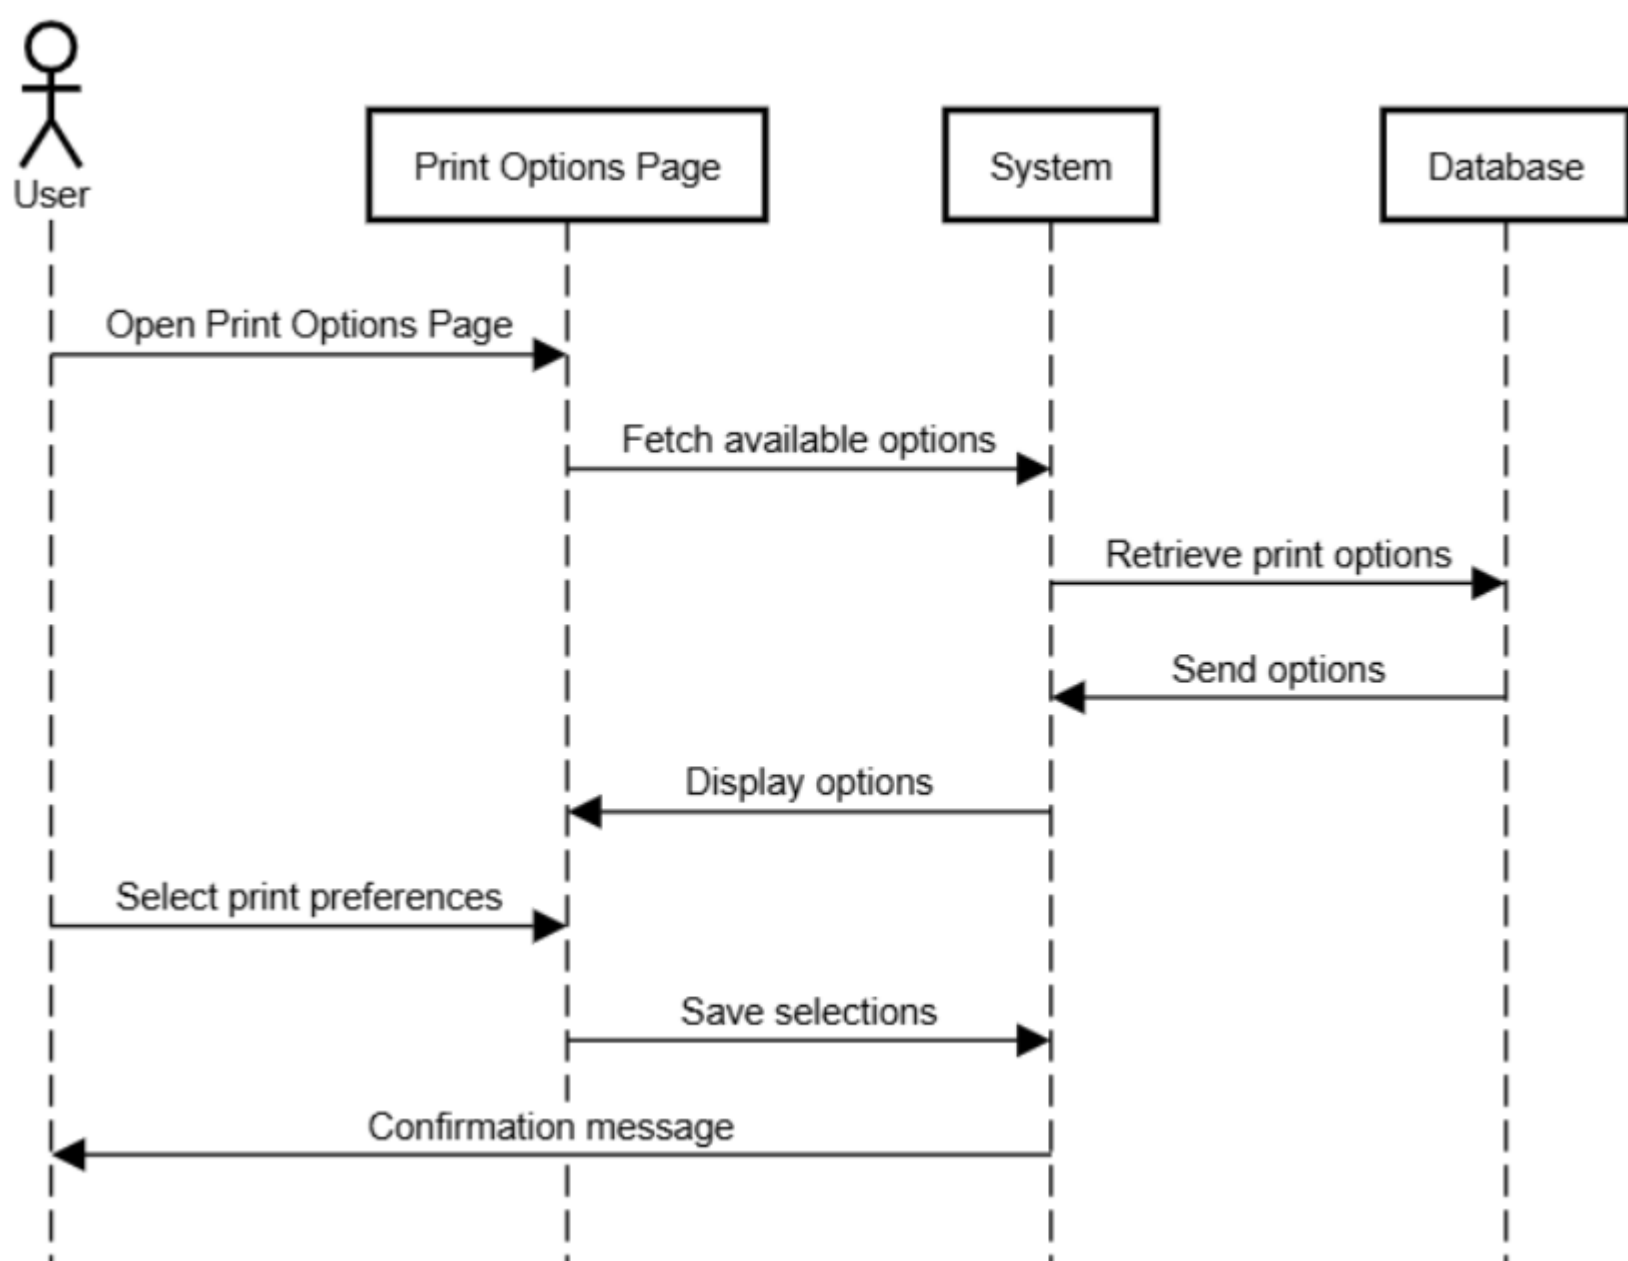 User
Print Options Page
System
Database
Open Print Options Page
Fetch available options
Retrieve print options
Send options
Display options
Select print preferences
Save selections
Confirmation message